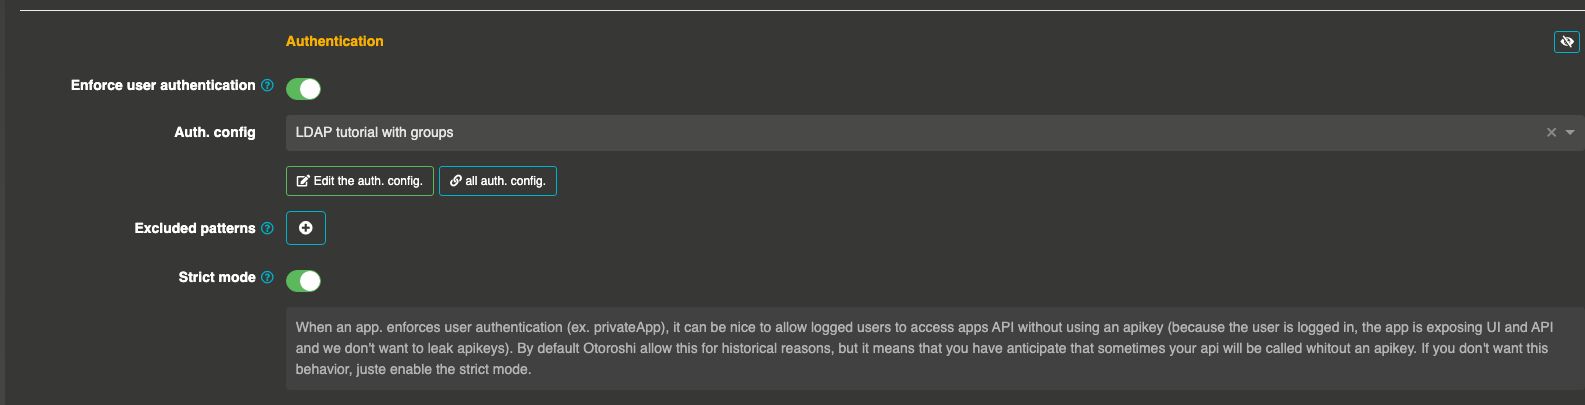 Authentication
Enforce user authentication
Auth. config
LDAP tutorial with groups
Edit the auth. config.
all auth. config.
Excluded patterns
Strict mode
When an app. enforces user authentication (ex. privateApp), it can be nice to allow logged users to access apps API without using an apikey (because the user is logged in, the app is exposing UI and API
and we don't want to leak apikeys). By default Otoroshi allow this for historical reasons, but it means that you have anticipate that sometimes your api will be called whitout an apikey. If you don't want this
behavior, juste enable the strict mode.